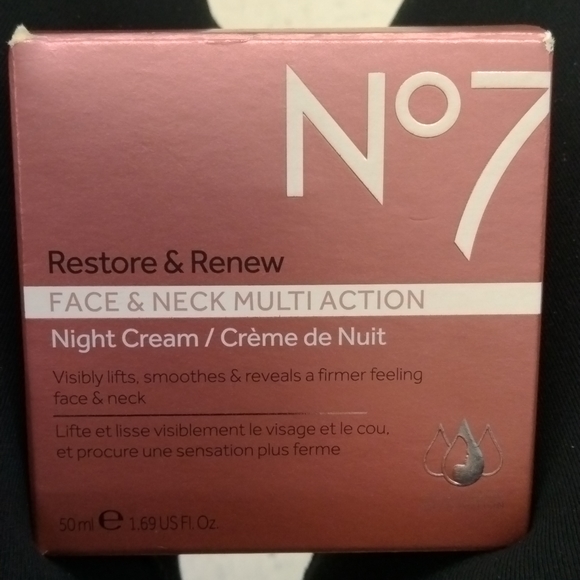 No7
Restore & Renew
FACE & NECK MULTI ACTION
Night Cream / Crème de Nuit
Visibly lifts, smoothes & reveals a firmer feeling
face & neck
Lifte et lisse visiblement le visage et le cou,
et procure une sensation plus ferme
50 ml ℮ 1.69 US Fl. Oz.